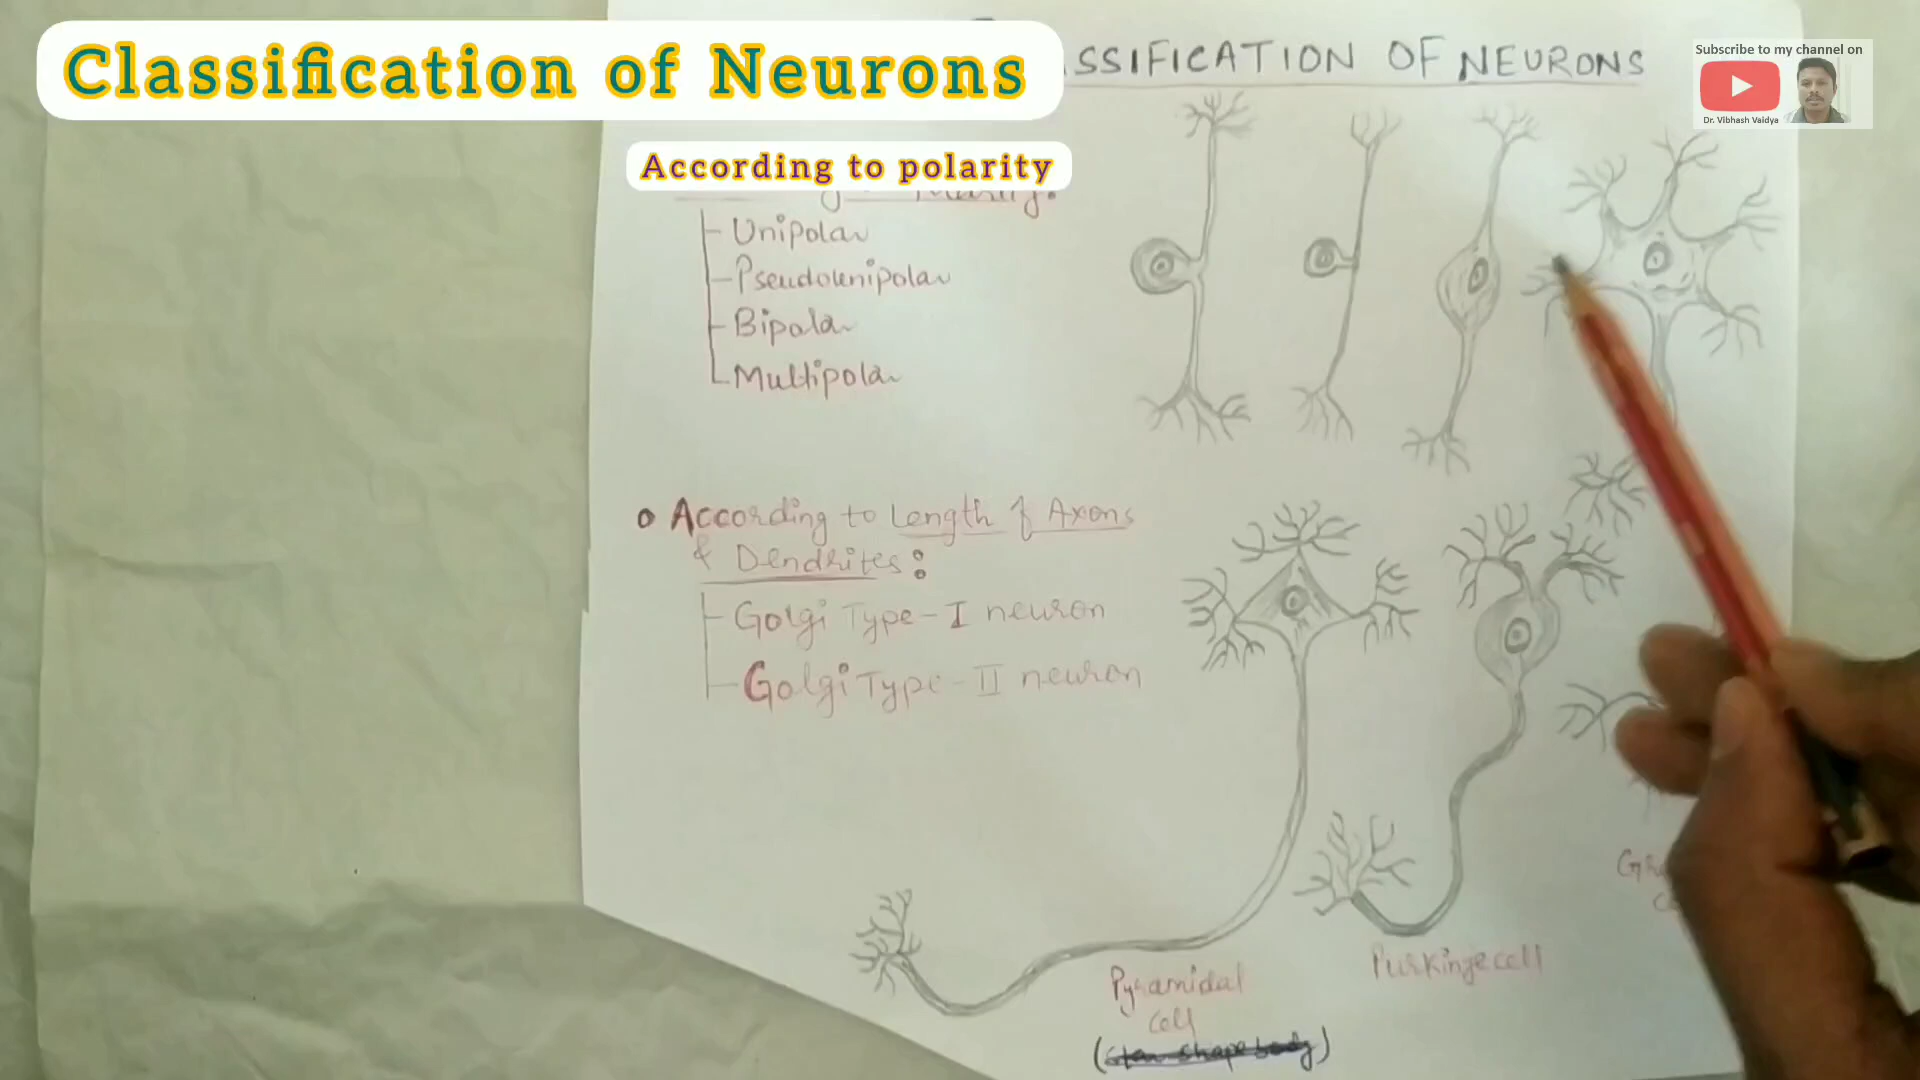 Classification of Neurons
SSIFICATION OF NEURONS
Subscribe to my channel on
Dr. Vibhash Vaidya
According to polarity
Unipolar
Pseudounipolar
Bipolar
Multipolar
According to Length of Axons
& Dendrites:
Golgi Type-I neuron
Golgi Type-II neuron
Purkinje cell
Pyramidal
cell